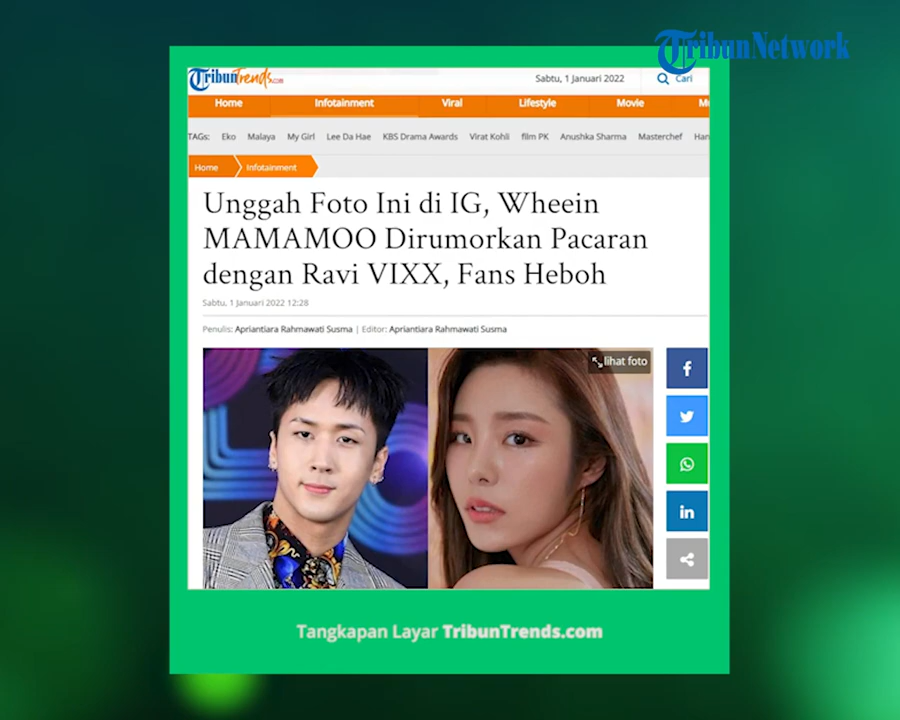 TribunNetwork
TribunTrends.com
Sabtu, 1 Januari 2022
Cari
Home Infotainment Viral Lifestyle Movie Mu
TAGs: Eko Malaya My Girl Lee Da Hae KBS Drama Awards Virat Kohli film PK Anushka Sharma Masterchef Han
Home Infotainment
Unggah Foto Ini di IG, Wheein
MAMAMOO Dirumorkan Pacaran
dengan Ravi VIXX, Fans Heboh
Sabtu, 1 Januari 2022 12:28
Penulis: Apriantiara Rahmawati Susma | Editor: Apriantiara Rahmawati Susma
lihat foto
Tangkapan Layar TribunTrends.com